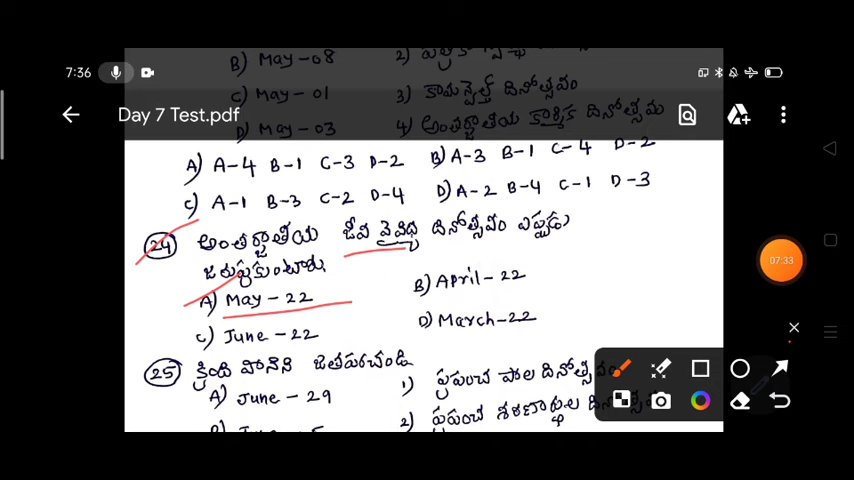 B) May-08
7:36
C) May-01
3) కామన్వెల్త్ దినోత్సవం
Day 7 Test.pdf
D) May-03
4) అంతర్జాతీయ కార్మిక దినోత్సవం
A) A-4 B-1 C-3 D-2
B) A-3 B-1 C-4 D-2
C) A-1 B-3 C-2 D-4
D) A-2 B-4 C-1 D-3
24) అంతర్జాతీయ జీవ వైవిధ్య దినోత్సవం ఎప్పుడు
జరుపుకుంటారు
A) May-22
B) April-22
C) June-22
D) March-22
07:33
25) క్రింది వానిని జతపరచండి
A) June-29
1) ప్రపంచ పాల దినోత్సవం
2) ప్రపంచ శరణార్థుల